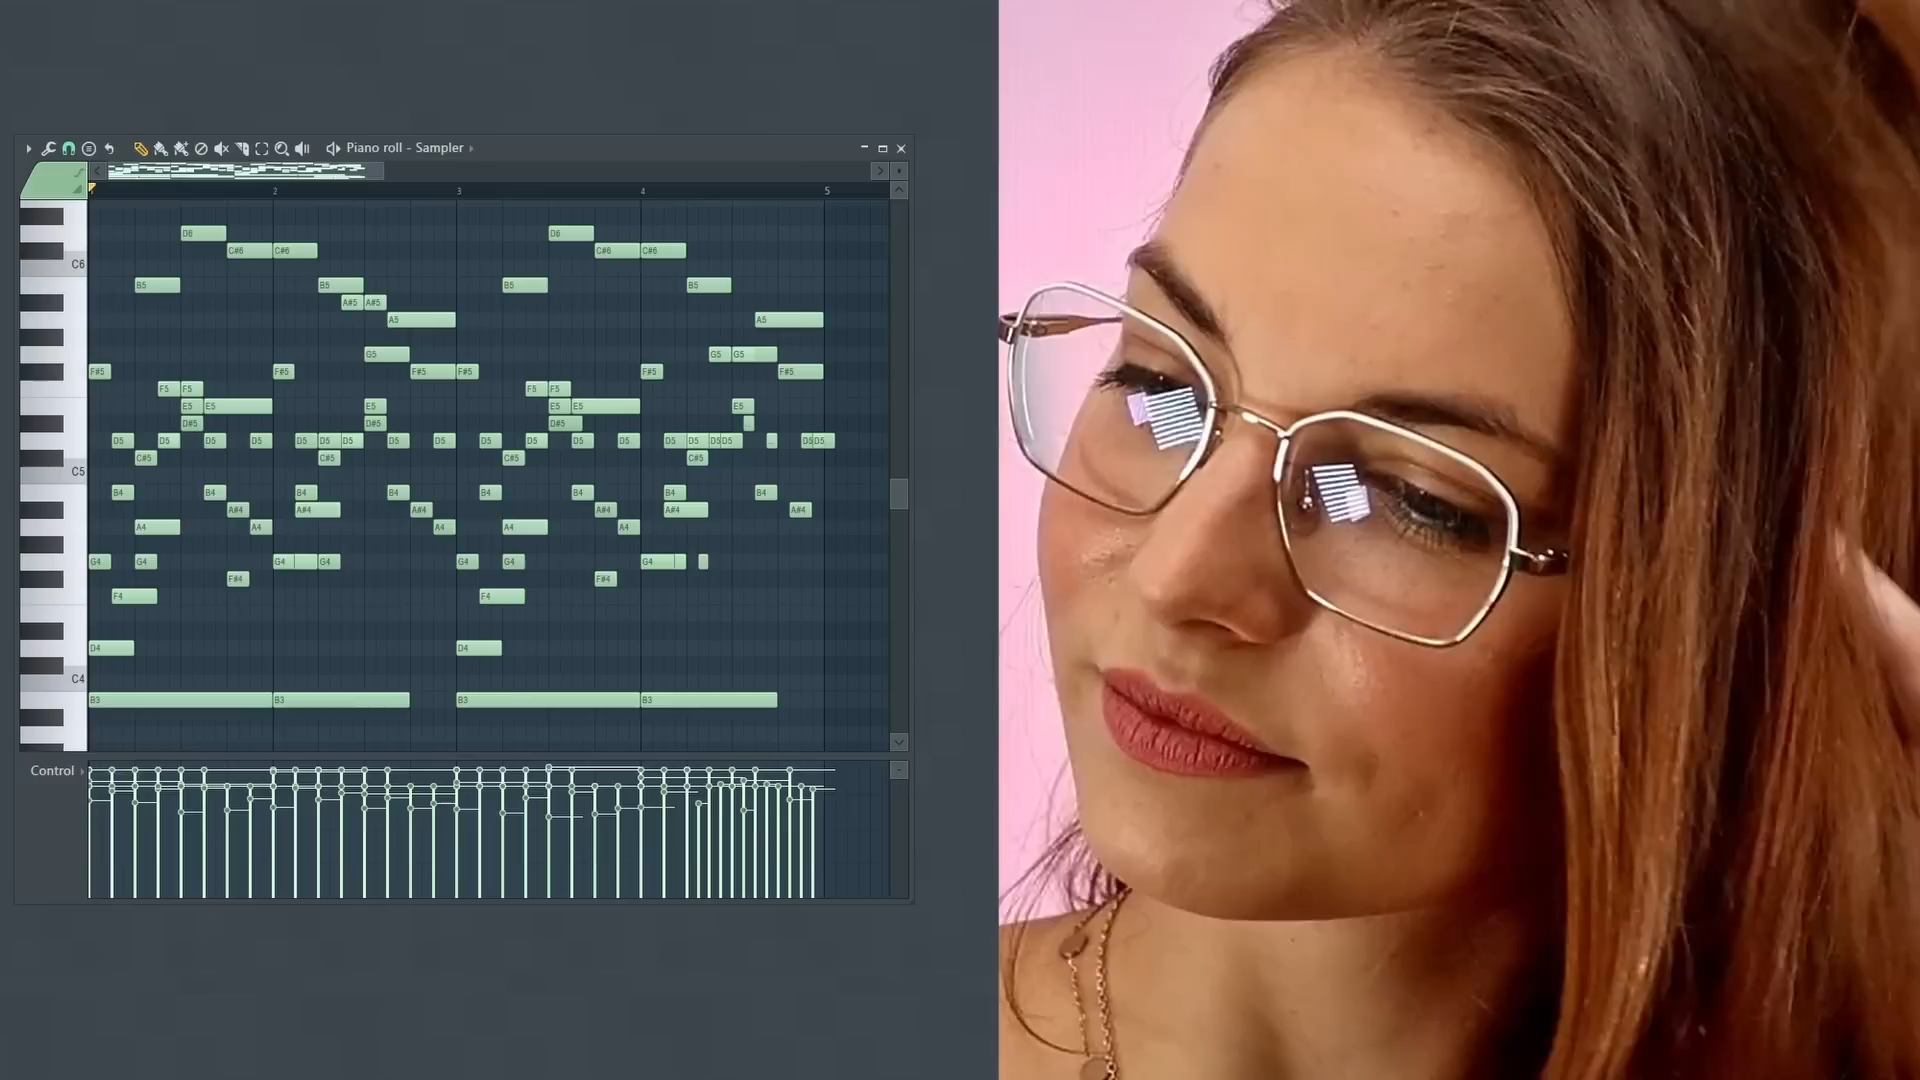 Piano roll - Sampler
2 3 4 5
D6 D6
C#6 C#6 C#6 C#6
C6
B5 B5 B5 B5
A#5 A#5
A5 A5
G5 G5 G5
F#5 F#5 F#5 F#5 F#5 F#5
F5 F5 F5 F5
E5 E5 E5 E5 E5 E5
D#5 D#5 D#5
D5 D5 D5 D5 D5 D5 D5 D5 D5 D5 D5 D5 D5 D5 D5 D5 D5 D5 D5
C#5 C#5 C#5 C#5
C5
B4 B4 B4 B4 B4 B4 B4 B4
A#4 A#4 A#4 A#4 A#4 A#4
A4 A4 A4 A4
G4 G4 G4 G4 G4 G4 G4
F#4 F#4
F4 F4
D4 D4
C4
B3 B3 B3 B3
Control